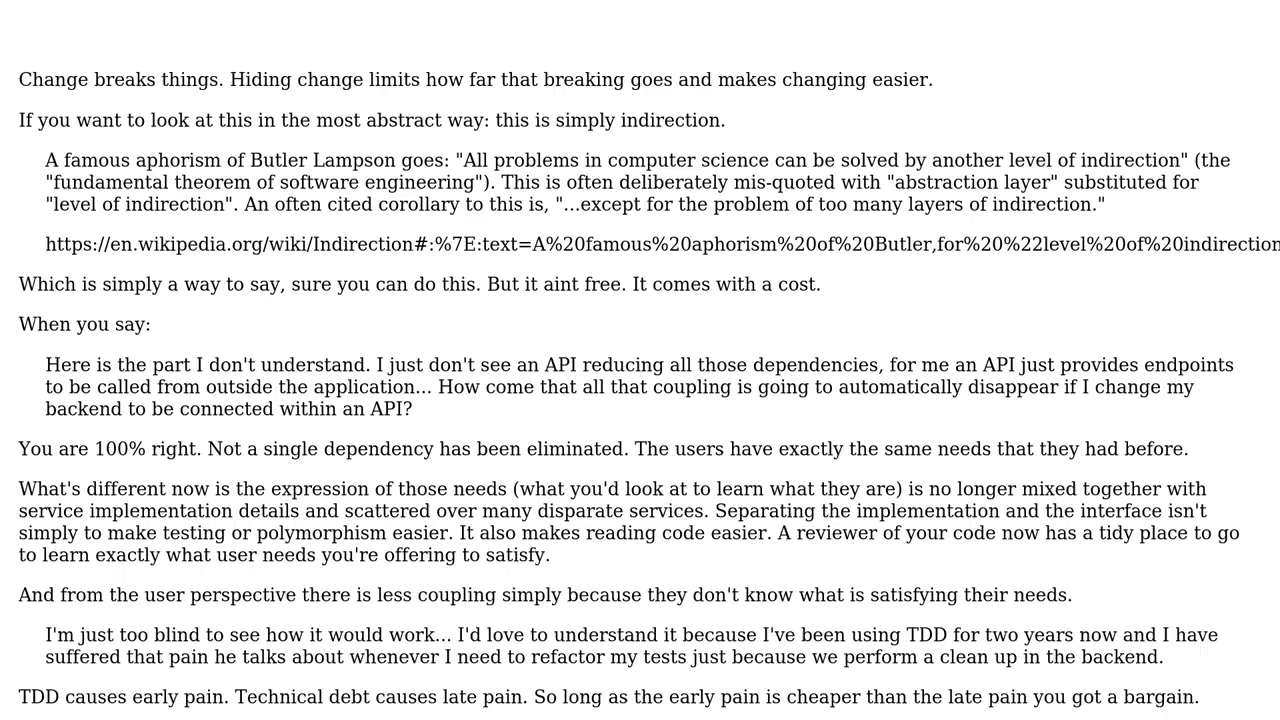 Change breaks things. Hiding change limits how far that breaking goes and makes changing easier.
If you want to look at this in the most abstract way: this is simply indirection.
A famous aphorism of Butler Lampson goes: "All problems in computer science can be solved by another level of indirection" (the
"fundamental theorem of software engineering"). This is often deliberately mis-quoted with "abstraction layer" substituted for
"level of indirection". An often cited corollary to this is, "...except for the problem of too many layers of indirection."
https://en.wikipedia.org/wiki/Indirection#:%7E:text=A%20famous%20aphorism%20of%20Butler,for%20%22level%20of%20indirection
Which is simply a way to say, sure you can do this. But it aint free. It comes with a cost.
When you say:
Here is the part I don't understand. I just don't see an API reducing all those dependencies, for me an API just provides endpoints
to be called from outside the application... How come that all that coupling is going to automatically disappear if I change my
backend to be connected within an API?
You are 100% right. Not a single dependency has been eliminated. The users have exactly the same needs that they had before.
What's different now is the expression of those needs (what you'd look at to learn what they are) is no longer mixed together with
service implementation details and scattered over many disparate services. Separating the implementation and the interface isn't
simply to make testing or polymorphism easier. It also makes reading code easier. A reviewer of your code now has a tidy place to go
to learn exactly what user needs you're offering to satisfy.
And from the user perspective there is less coupling simply because they don't know what is satisfying their needs.
I'm just too blind to see how it would work... I'd love to understand it because I've been using TDD for two years now and I have
suffered that pain he talks about whenever I need to refactor my tests just because we perform a clean up in the backend.
TDD causes early pain. Technical debt causes late pain. So long as the early pain is cheaper than the late pain you got a bargain.